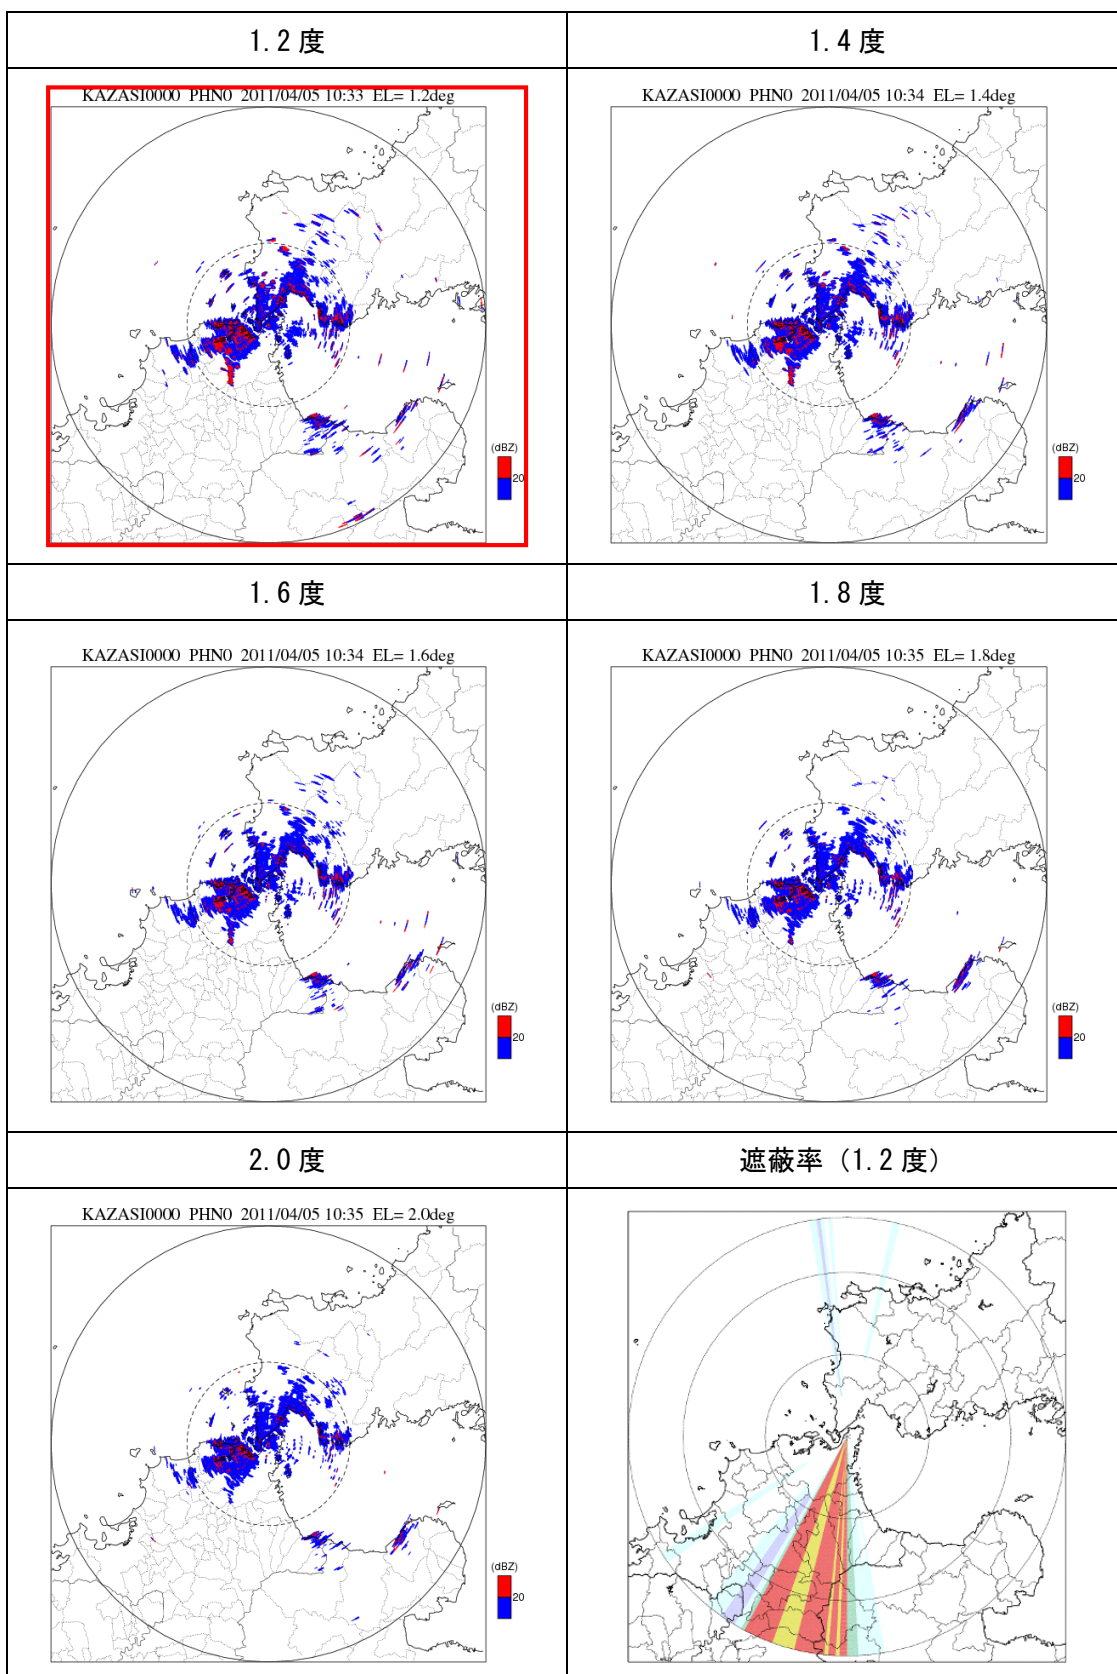 1.2度
1.4度
KAZASI0000 PHN0 2011/04/05 10:33 EL= 1.2deg
(dBZ)
20
KAZASI0000 PHN0 2011/04/05 10:34 EL= 1.4deg
(dBZ)
20
1.6度
1.8度
KAZASI0000 PHN0 2011/04/05 10:34 EL= 1.6deg
(dBZ)
20
KAZASI0000 PHN0 2011/04/05 10:35 EL= 1.8deg
(dBZ)
20
2.0度
遮蔽率（1.2度）
KAZASI0000 PHN0 2011/04/05 10:35 EL= 2.0deg
(dBZ)
20